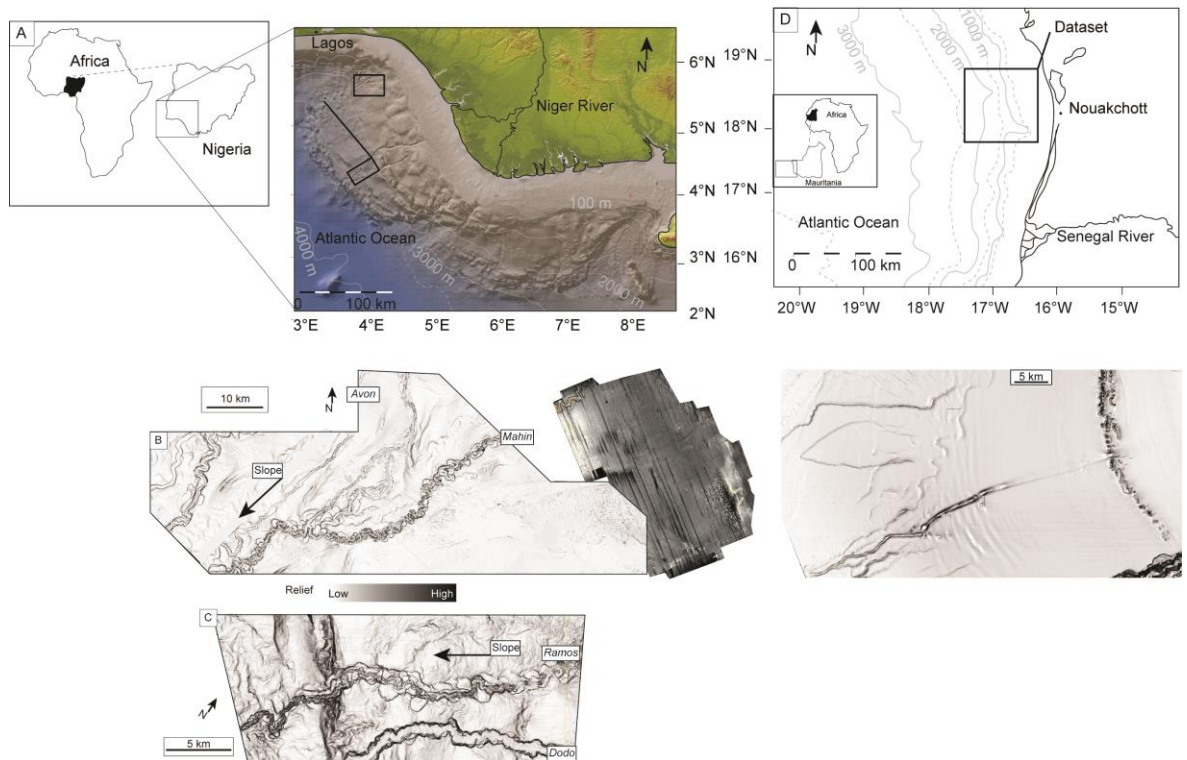 A
Africa
Nigeria
Lagos
N
Niger River
100 m
Atlantic Ocean
4000 m
3000 m
2000 m
0 100 km
6°N
5°N
4°N
3°N
2°N
3°E 4°E 5°E 6°E 7°E 8°E
D
N
3000 m
2000 m
1000 m
Dataset
Nouakchott
Africa
Mauritania
Atlantic Ocean
Senegal River
0 100 km
19°N
18°N
17°N
16°N
20°W 19°W 18°W 17°W 16°W 15°W
10 km
N
Avon
B
Mahin
Slope
Relief Low High
5 km
C
Slope
Ramos
N
5 km
Dodo